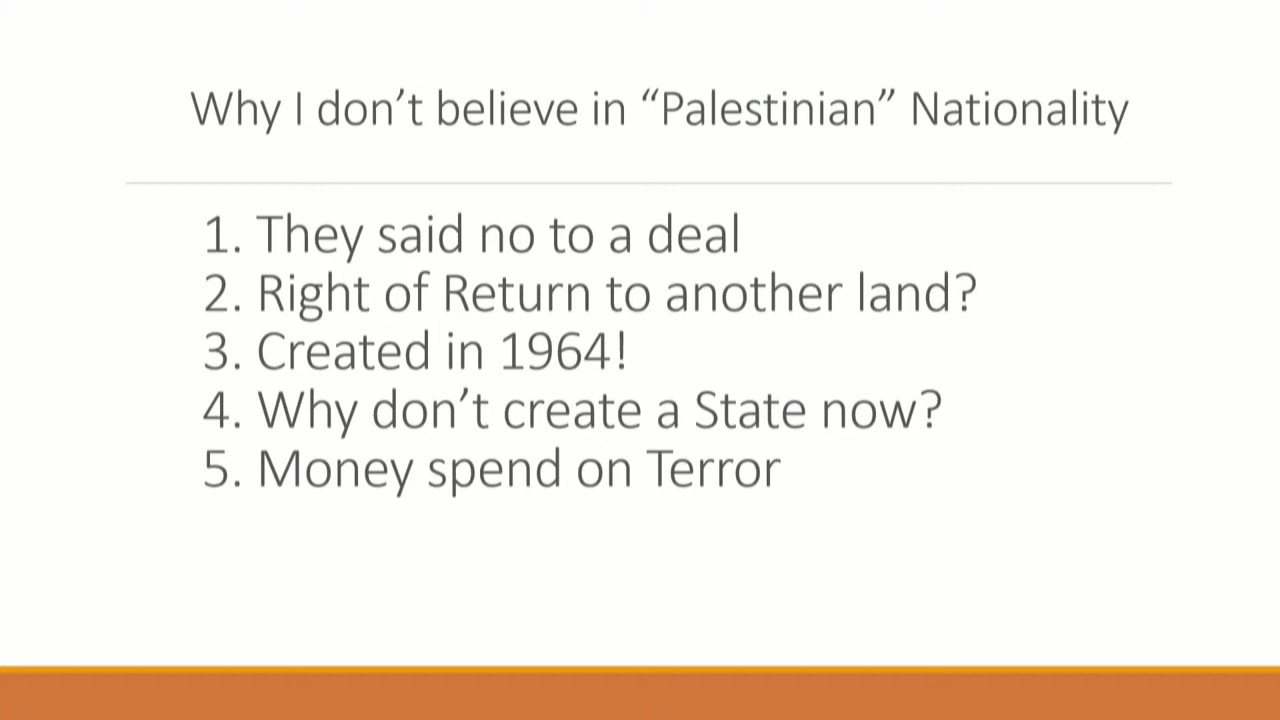 Why I don’t believe in “Palestinian” Nationality
1. They said no to a deal
2. Right of Return to another land?
3. Created in 1964!
4. Why don’t create a State now?
5. Money spend on Terror